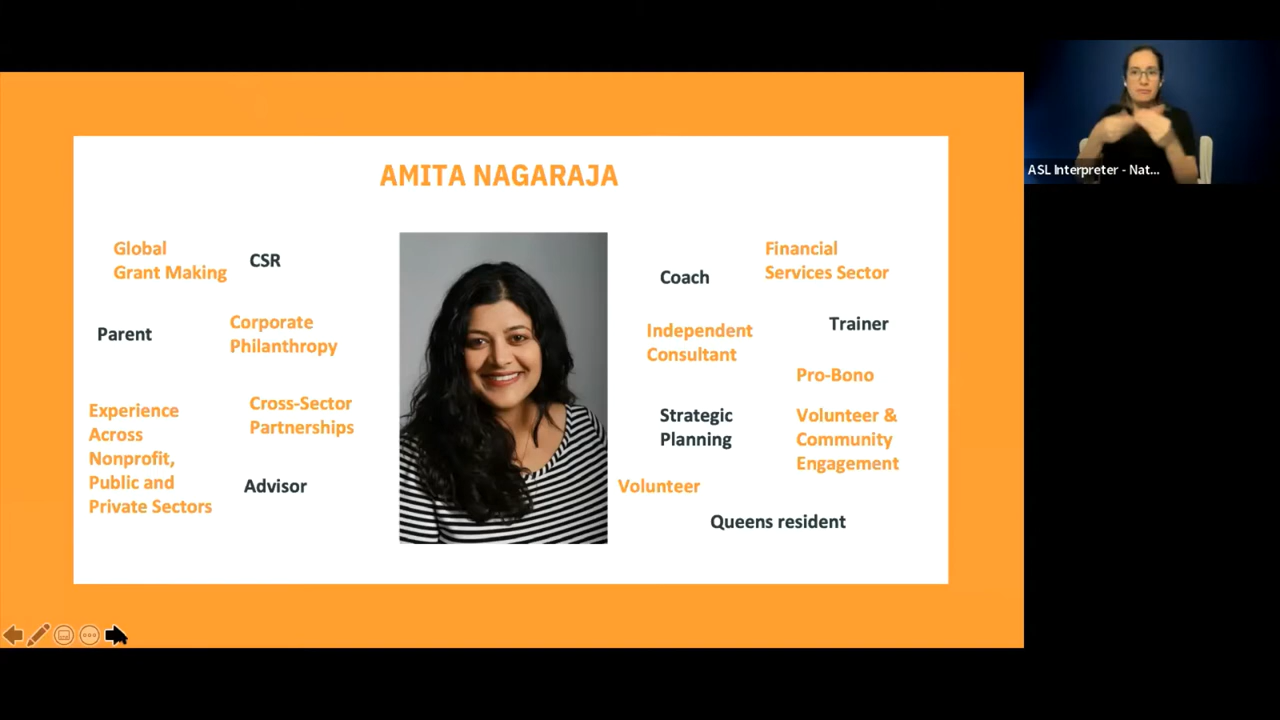 AMITA NAGARAJA
Global
Grant Making
CSR
Parent
Corporate
Philanthropy
Experience
Across
Nonprofit,
Public and
Private Sectors
Cross-Sector
Partnerships
Advisor
Coach
Financial
Services Sector
Independent
Consultant
Trainer
Pro-Bono
Strategic
Planning
Volunteer &
Community
Engagement
Volunteer
Queens resident
ASL Interpreter - Nat...